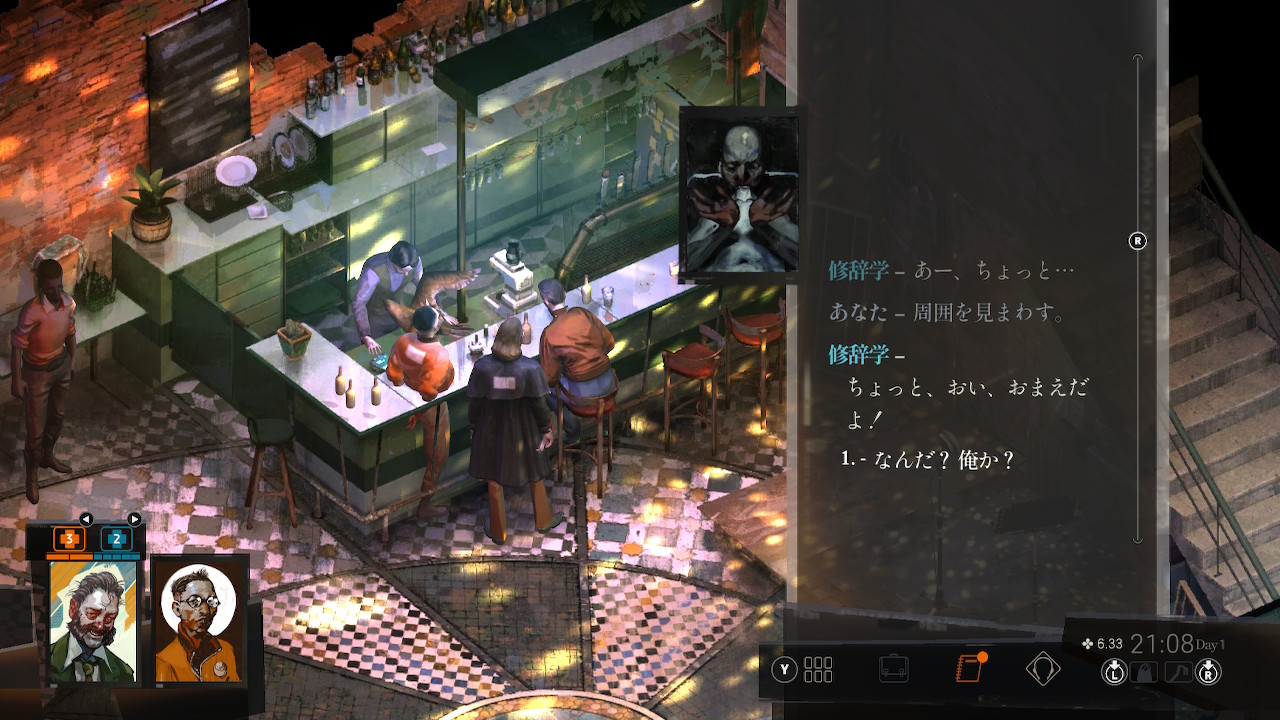 修辞学 – あー、ちょっと…
あなた – 周囲を見まわす。
修辞学 –
ちょっと、おい、おまえだ
よ！
1. - なんだ？俺か？
R
3 2
6.33 21:08 Day 1
Y L R